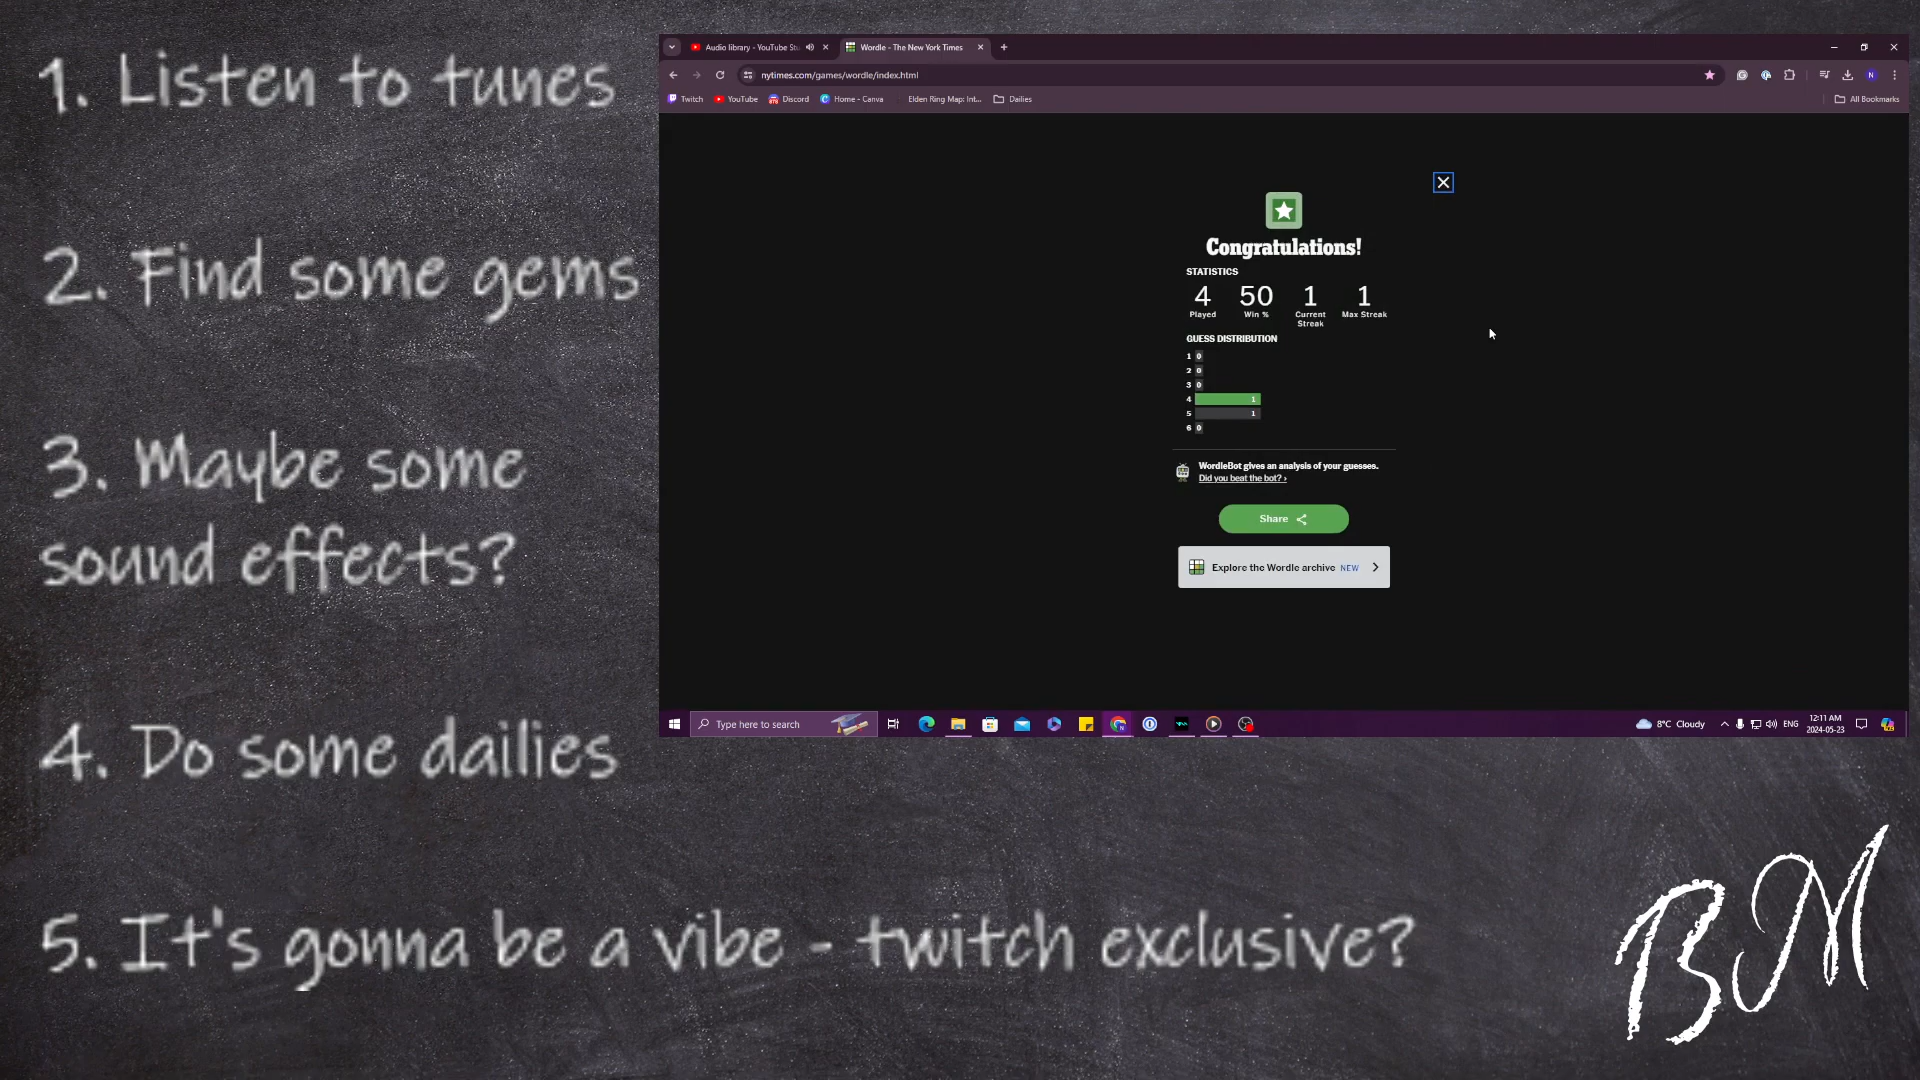 1. Listen to tunes
2. Find some gems
3. Maybe some
sound effects?
4. Do some dailies
5. It's gonna be a vibe - twitch exclusive?
BM
Audio library - YouTube Stu
Wordle - The New York Times
nytimes.com/games/wordle/index.html
Twitch YouTube Discord Home - Canva Elden Ring Map: Int... Dailies All Bookmarks
Congratulations!
STATISTICS
4 50 1 1
Played Win % Current Streak Max Streak
GUESS DISTRIBUTION
1 0
2 0
3 0
4 1
5 1
6 0
WordleBot gives an analysis of your guesses.
Did you beat the bot? ›
Share
Explore the Wordle archive NEW
Type here to search
8°C Cloudy
ENG
12:11 AM
2024-05-23